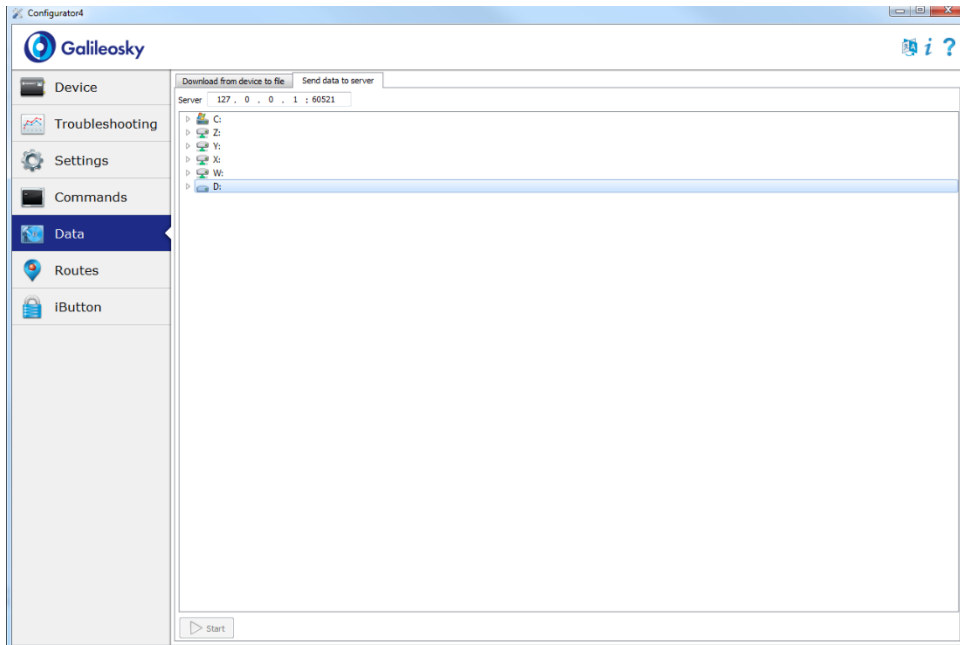 Configurator4
Galileosky
i ?
Device
Troubleshooting
Settings
Commands
Data
Routes
iButton
Download from device to file
Send data to server
Server 127 . 0 . 0 . 1 : 60521
C:
Z:
Y:
X:
W:
D:
Start